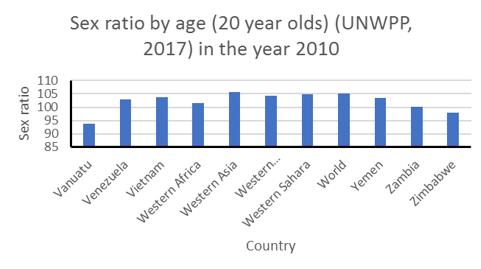 Sex ratio by age (20 year olds) (UNWPP,
2017) in the year 2010
Sex ratio
110
105
100
95
90
85
Vanuatu
Venezuela
Vietnam
Western Africa
Western Asia
Western...
Western Sahara
World
Yemen
Zambia
Zimbabwe
Country